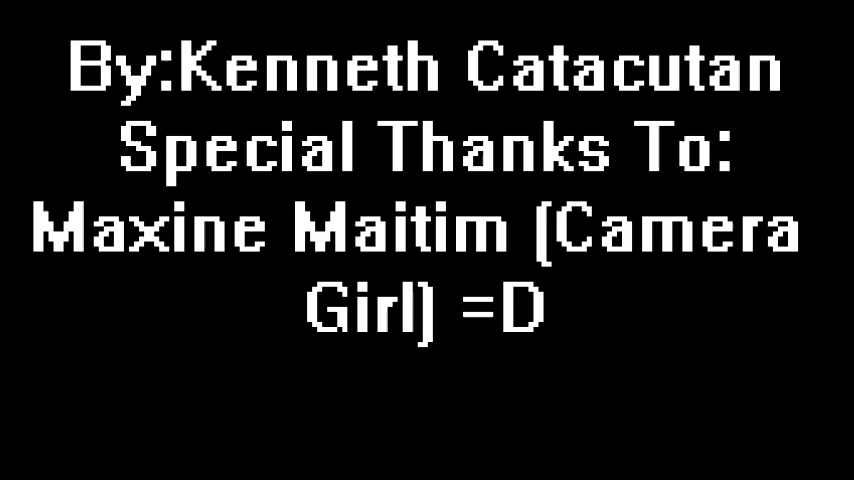 By:Kenneth Catacutan
Special Thanks To:
Maxine Maitim (Camera
Girl) =D